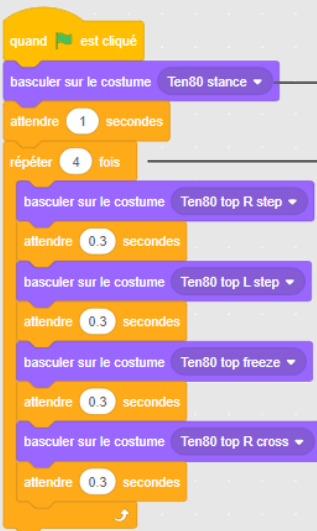 quand est cliqué
basculer sur le costume Ten80 stance
attendre 1 secondes
répéter 4 fois
basculer sur le costume Ten80 top R step
attendre 0.3 secondes
basculer sur le costume Ten80 top L step
attendre 0.3 secondes
basculer sur le costume Ten80 top freeze
attendre 0.3 secondes
basculer sur le costume Ten80 top R cross
attendre 0.3 secondes